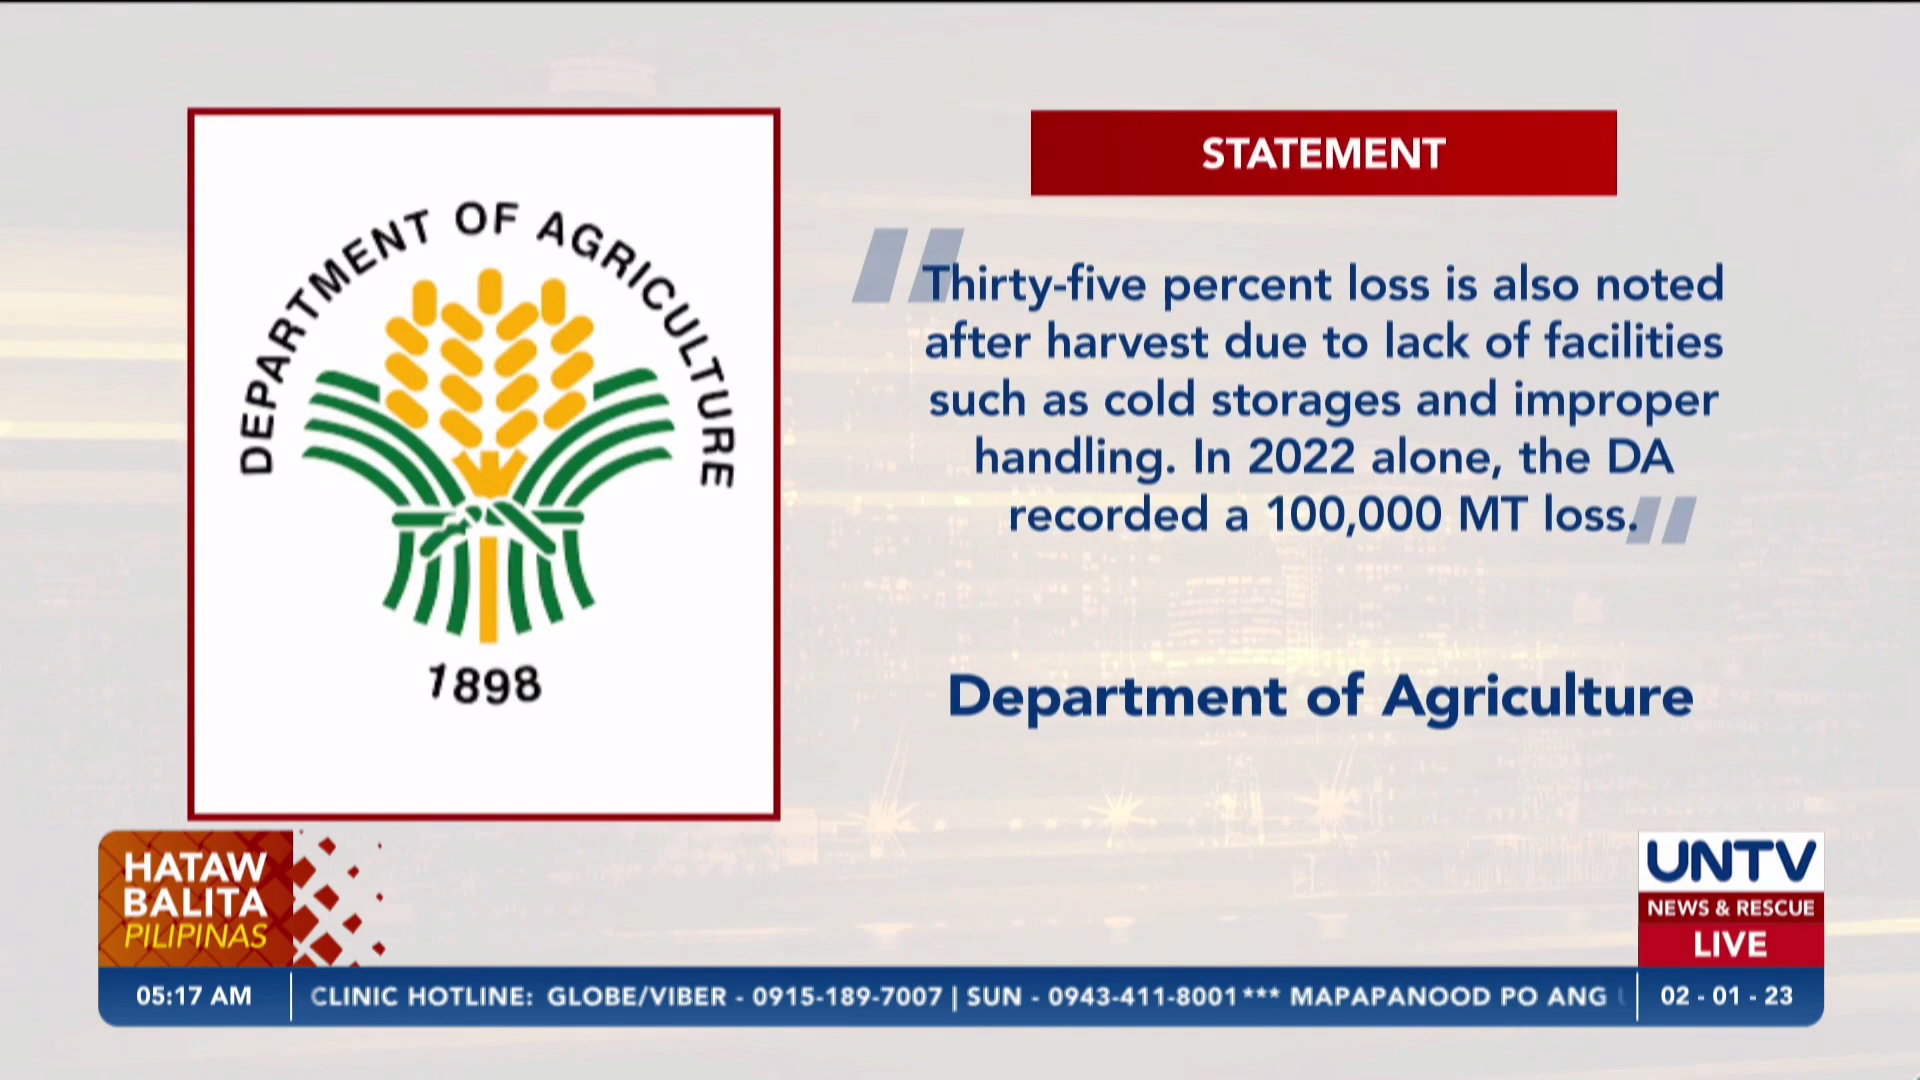 DEPARTMENT OF AGRICULTURE
1898
STATEMENT
"Thirty-five percent loss is also noted
after harvest due to lack of facilities
such as cold storages and improper
handling. In 2022 alone, the DA
recorded a 100,000 MT loss."
Department of Agriculture
HATAW
BALITA
PILIPINAS
UNTV
NEWS & RESCUE
LIVE
05:17 AM
CLINIC HOTLINE: GLOBE/VIBER - 0915-189-7007 | SUN - 0943-411-8001*** MAPAPANOOD PO ANG
02 - 01 - 23